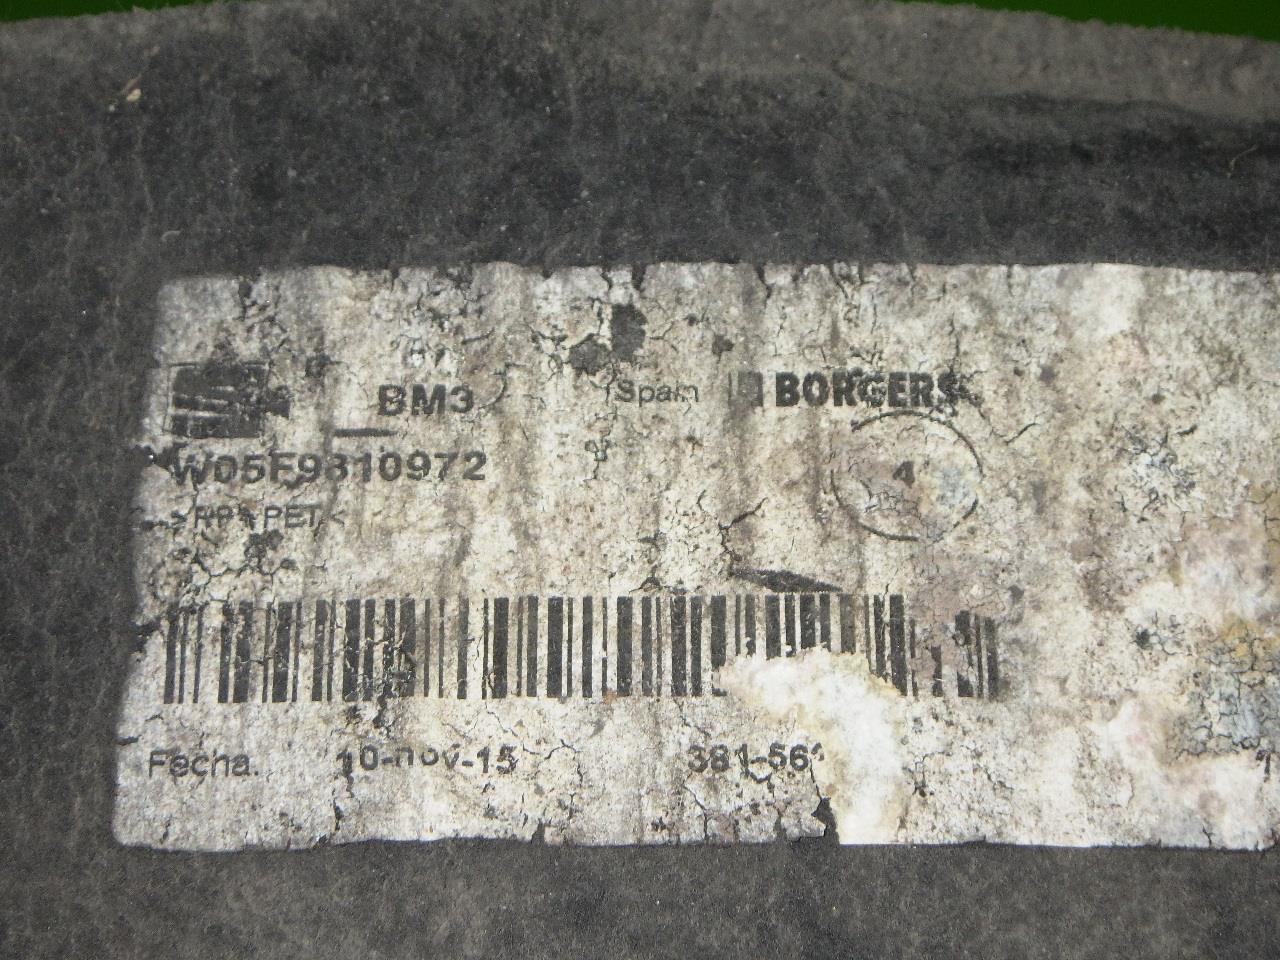 BM3 Spain BORGERS
4
W05F9810972
>PP+PET<
Fecha. 10-nov-15